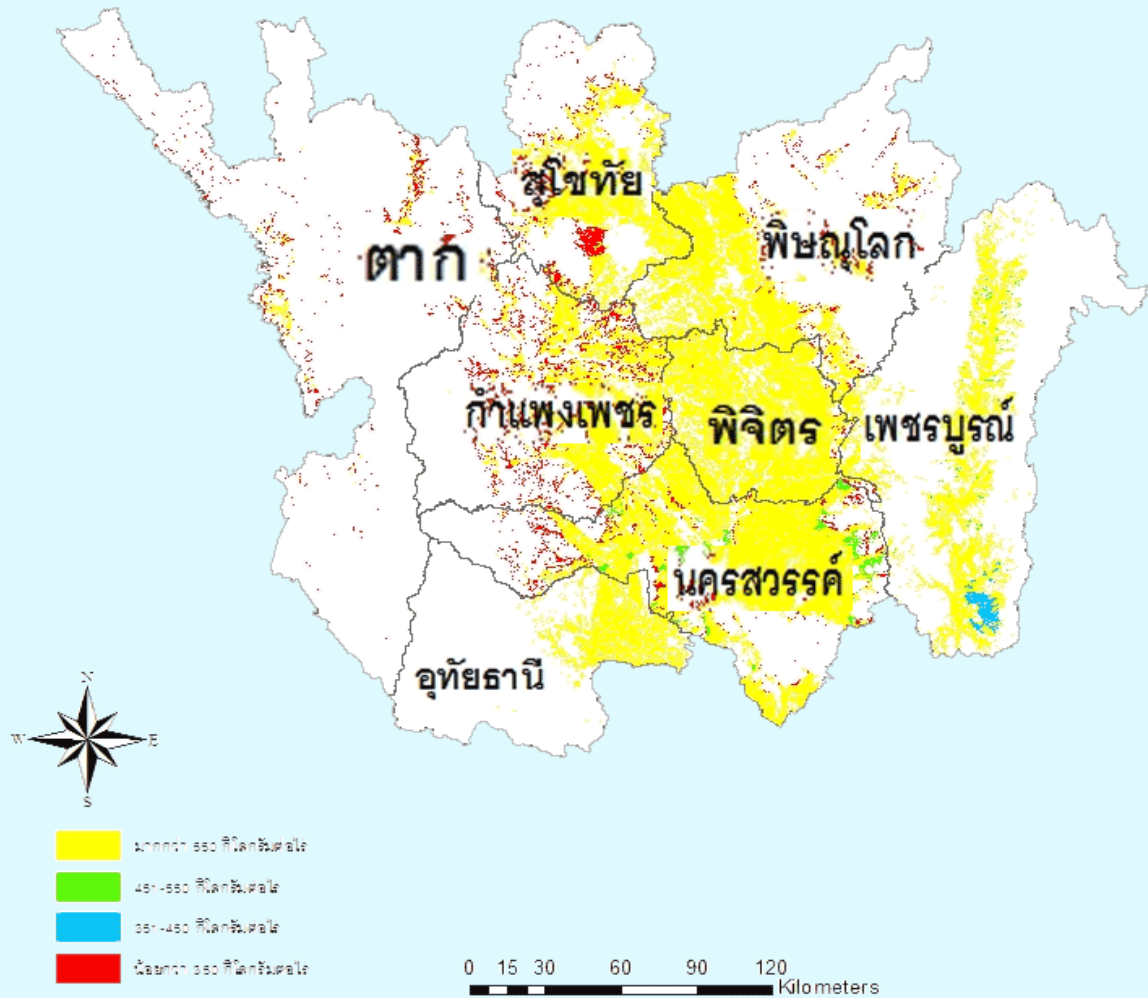 สุโขทัย
พิษณุโลก
ตาก
กำแพงเพชร
พิจิตร
เพชรบูรณ์
นครสวรรค์
อุทัยธานี
N
W E
S
มากกว่า 550 กิโลกรัมต่อไร่
451-550 กิโลกรัมต่อไร่
351-450 กิโลกรัมต่อไร่
น้อยกว่า 350 กิโลกรัมต่อไร่
0 15 30 60 90 120
Kilometers